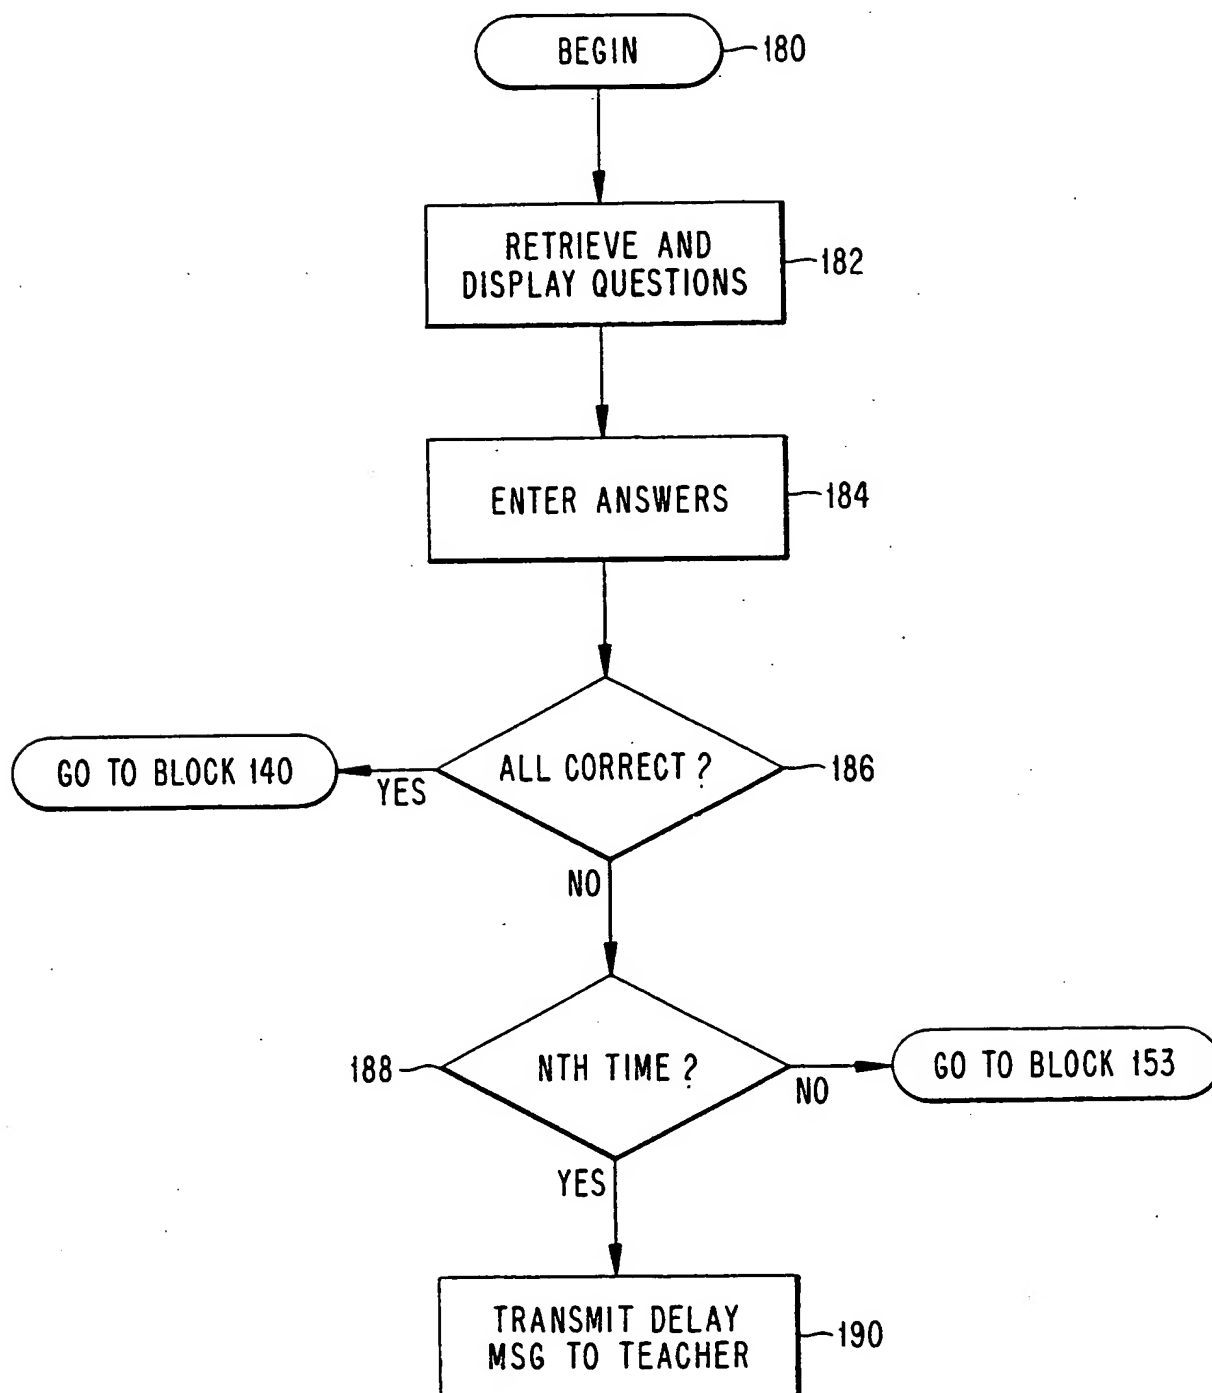 BEGIN
180
RETRIEVE AND
DISPLAY QUESTIONS
182
ENTER ANSWERS
184
GO TO BLOCK 140
YES
ALL CORRECT ?
186
NO
188
NTH TIME ?
NO
GO TO BLOCK 153
YES
TRANSMIT DELAY
MSG TO TEACHER
190